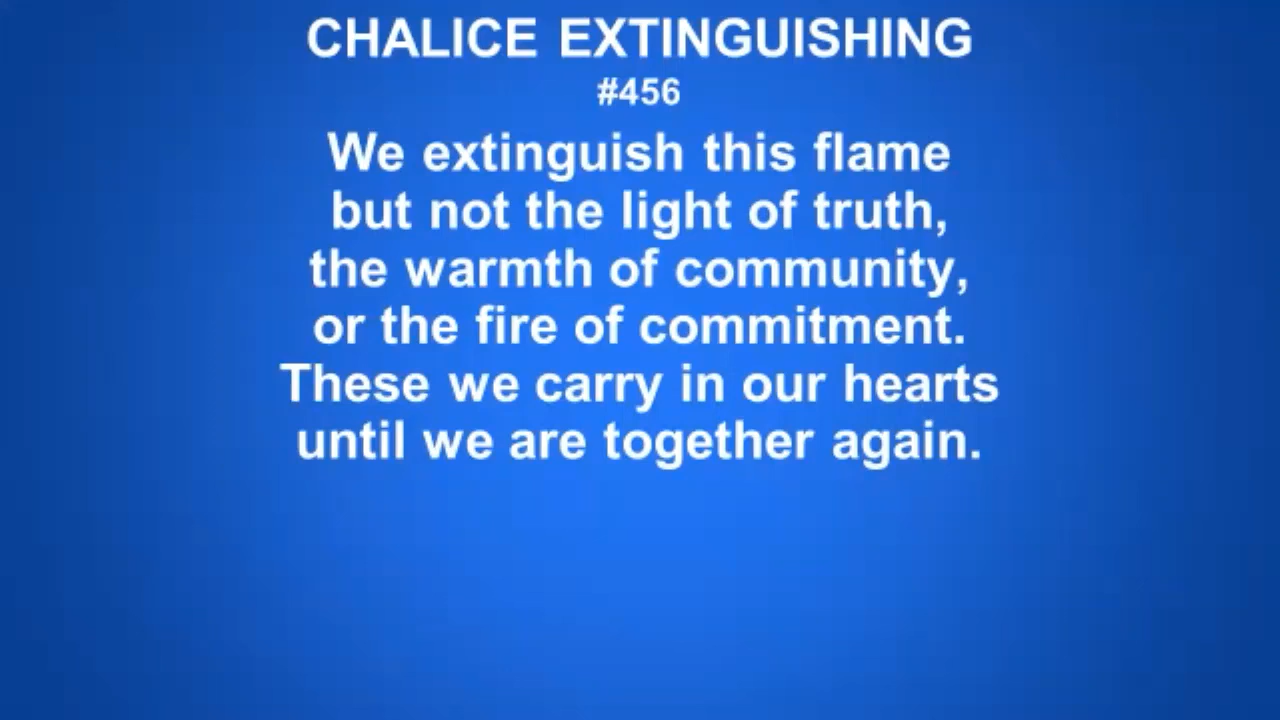 CHALICE EXTINGUISHING
#456
We extinguish this flame
but not the light of truth,
the warmth of community,
or the fire of commitment.
These we carry in our hearts
until we are together again.